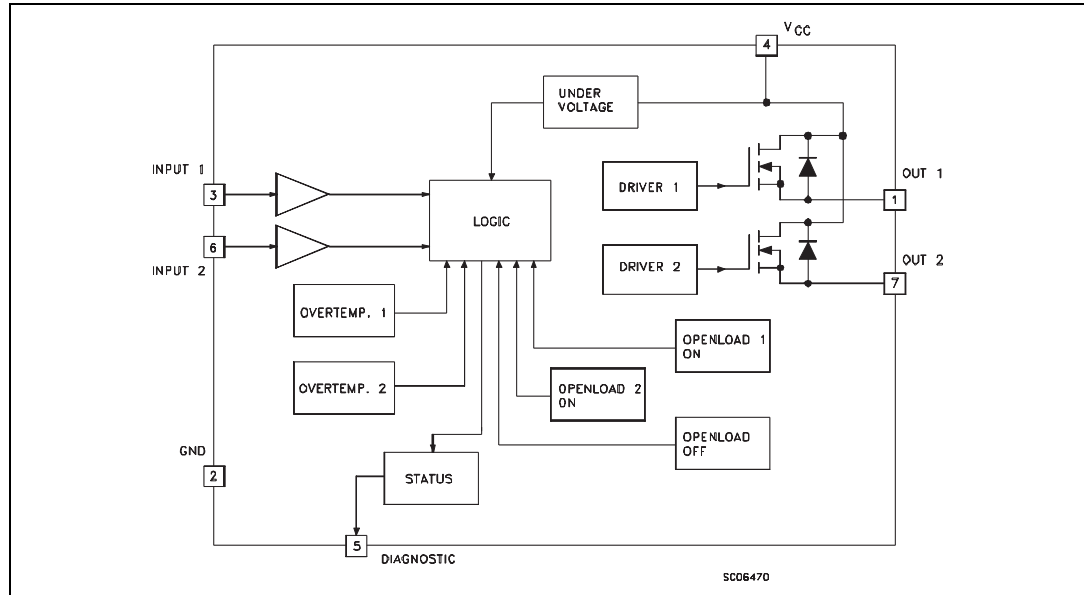 VCC
4
UNDER
VOLTAGE
INPUT 1
3
DRIVER 1
OUT 1
1
LOGIC
6
INPUT 2
DRIVER 2
OUT 2
7
OVERTEMP. 1
OPENLOAD 1
ON
OVERTEMP. 2
OPENLOAD 2
ON
OPENLOAD
OFF
GND
2
STATUS
5
DIAGNOSTIC
SC06470